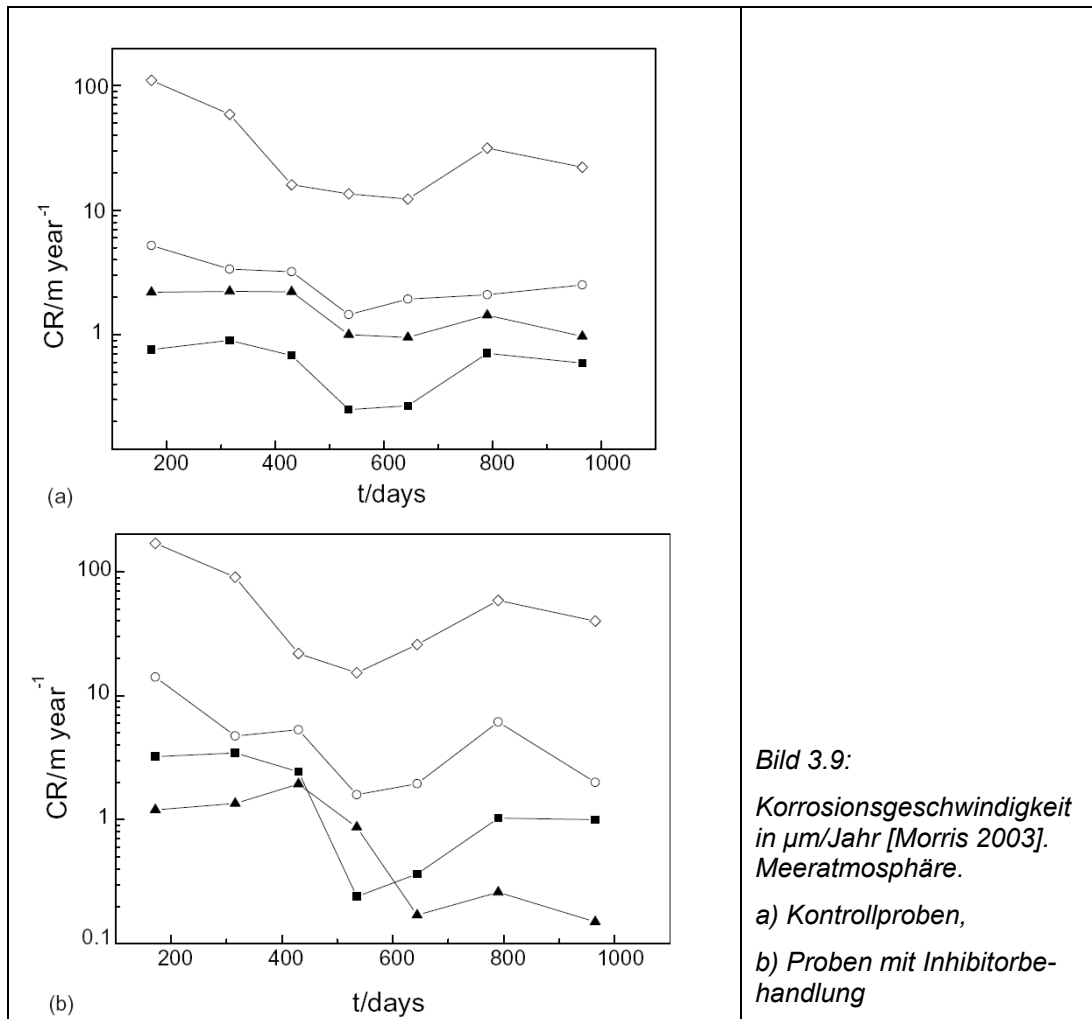 100
10
1
CR/m year-1
200 400 600 800 1000
t/days
(a)
100
10
1
0.1
CR/m year-1
200 400 600 800 1000
t/days
(b)
Bild 3.9:
Korrosionsgeschwindigkeit
in µm/Jahr [Morris 2003].
Meeratmosphäre.
a) Kontrollproben,
b) Proben mit Inhibitorbe-
handlung